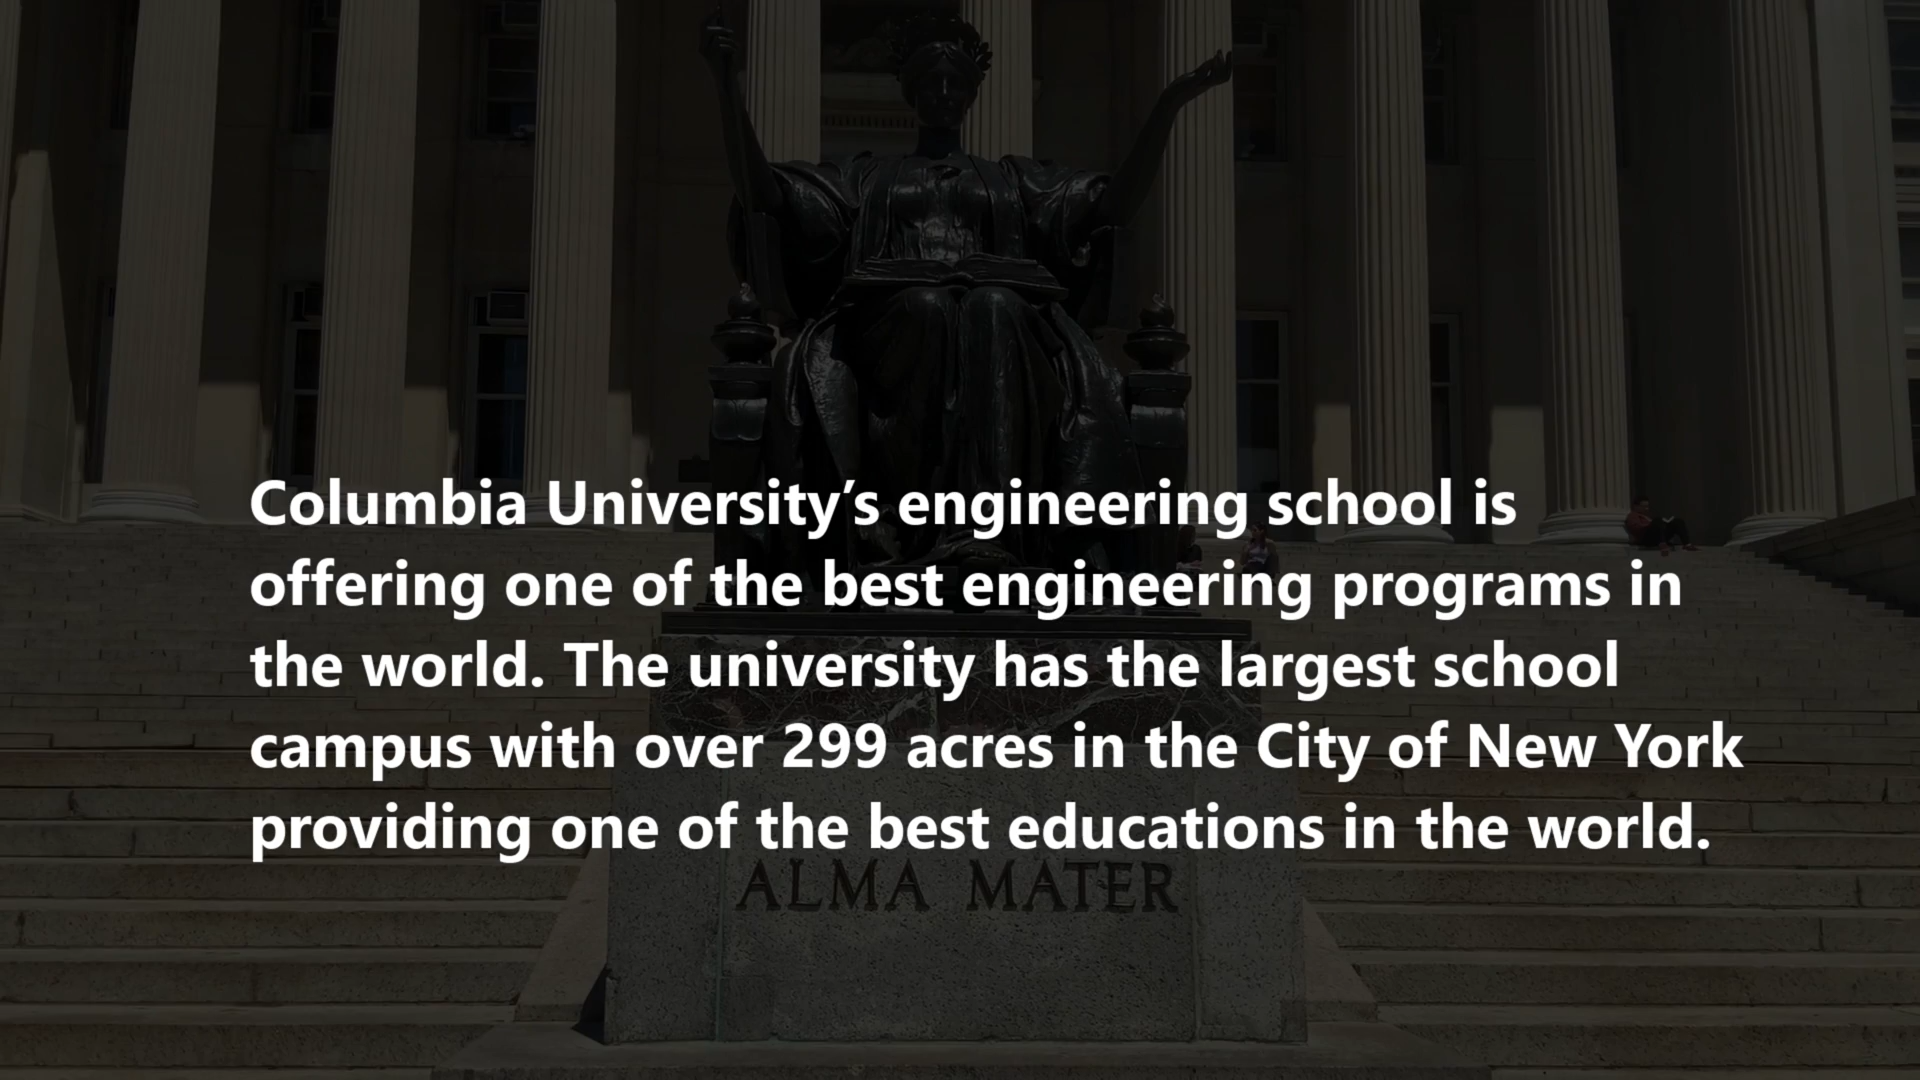 Columbia University’s engineering school is
offering one of the best engineering programs in
the world. The university has the largest school
campus with over 299 acres in the City of New York
providing one of the best educations in the world.
ALMA MATER